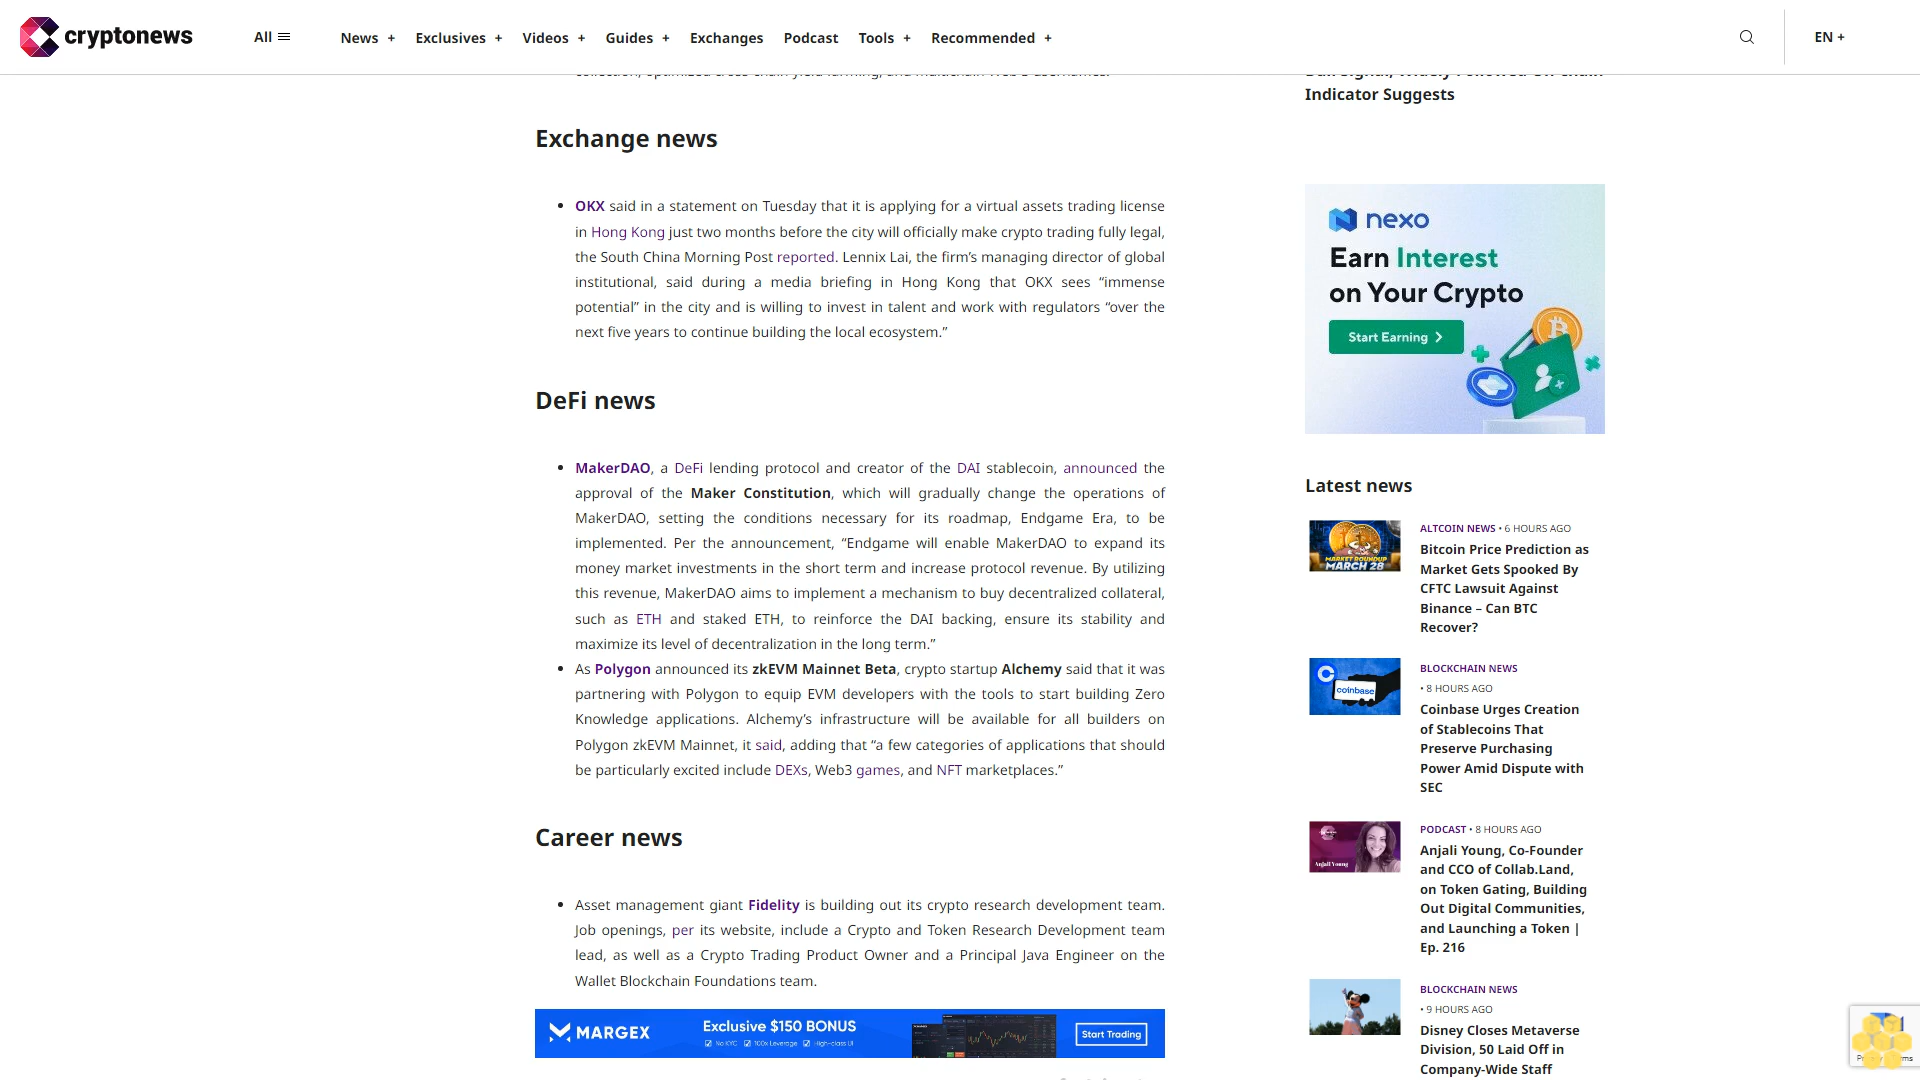 cryptonews
All
News +
Exclusives +
Videos +
Guides +
Exchanges
Podcast
Tools +
Recommended +
EN +
Exchange news
OKX said in a statement on Tuesday that it is applying for a virtual assets trading license
in Hong Kong just two months before the city will officially make crypto trading fully legal,
the South China Morning Post reported. Lennix Lai, the firm's managing director of global
institutional, said during a media briefing in Hong Kong that OKX sees “immense
potential” in the city and is willing to invest in talent and work with regulators “over the
next five years to continue building the local ecosystem.”
DeFi news
MakerDAO, a DeFi lending protocol and creator of the DAI stablecoin, announced the
approval of the Maker Constitution, which will gradually change the operations of
MakerDAO, setting the conditions necessary for its roadmap, Endgame Era, to be
implemented. Per the announcement, “Endgame will enable MakerDAO to expand its
money market investments in the short term and increase protocol revenue. By utilizing
this revenue, MakerDAO aims to implement a mechanism to buy decentralized collateral,
such as ETH and staked ETH, to reinforce the DAI backing, ensure its stability and
maximize its level of decentralization in the long term.”
As Polygon announced its zkEVM Mainnet Beta, crypto startup Alchemy said that it was
partnering with Polygon to equip EVM developers with the tools to start building Zero
Knowledge applications. Alchemy's infrastructure will be available for all builders on
Polygon zkEVM Mainnet, it said, adding that “a few categories of applications that should
be particularly excited include DEXs, Web3 games, and NFT marketplaces.”
Career news
Asset management giant Fidelity is building out its crypto research development team.
Job openings, per its website, include a Crypto and Token Research Development team
lead, as well as a Crypto Trading Product Owner and a Principal Java Engineer on the
Wallet Blockchain Foundations team.
MARGEX
Exclusive $150 BONUS
No KYC 100x Leverage High-class UI
Start Trading
Indicator Suggests
nexo
Earn Interest
on Your Crypto
Start Earning
Latest news
MARKET ROUNDUP
MARCH 28
ALTCOIN NEWS • 6 HOURS AGO
Bitcoin Price Prediction as
Market Gets Spooked By
CFTC Lawsuit Against
Binance – Can BTC
Recover?
coinbase
BLOCKCHAIN NEWS
• 8 HOURS AGO
Coinbase Urges Creation
of Stablecoins That
Preserve Purchasing
Power Amid Dispute with
SEC
Anjali Young
PODCAST • 8 HOURS AGO
Anjali Young, Co-Founder
and CCO of Collab.Land,
on Token Gating, Building
Out Digital Communities,
and Launching a Token |
Ep. 216
BLOCKCHAIN NEWS
• 9 HOURS AGO
Disney Closes Metaverse
Division, 50 Laid Off in
Company-Wide Staff